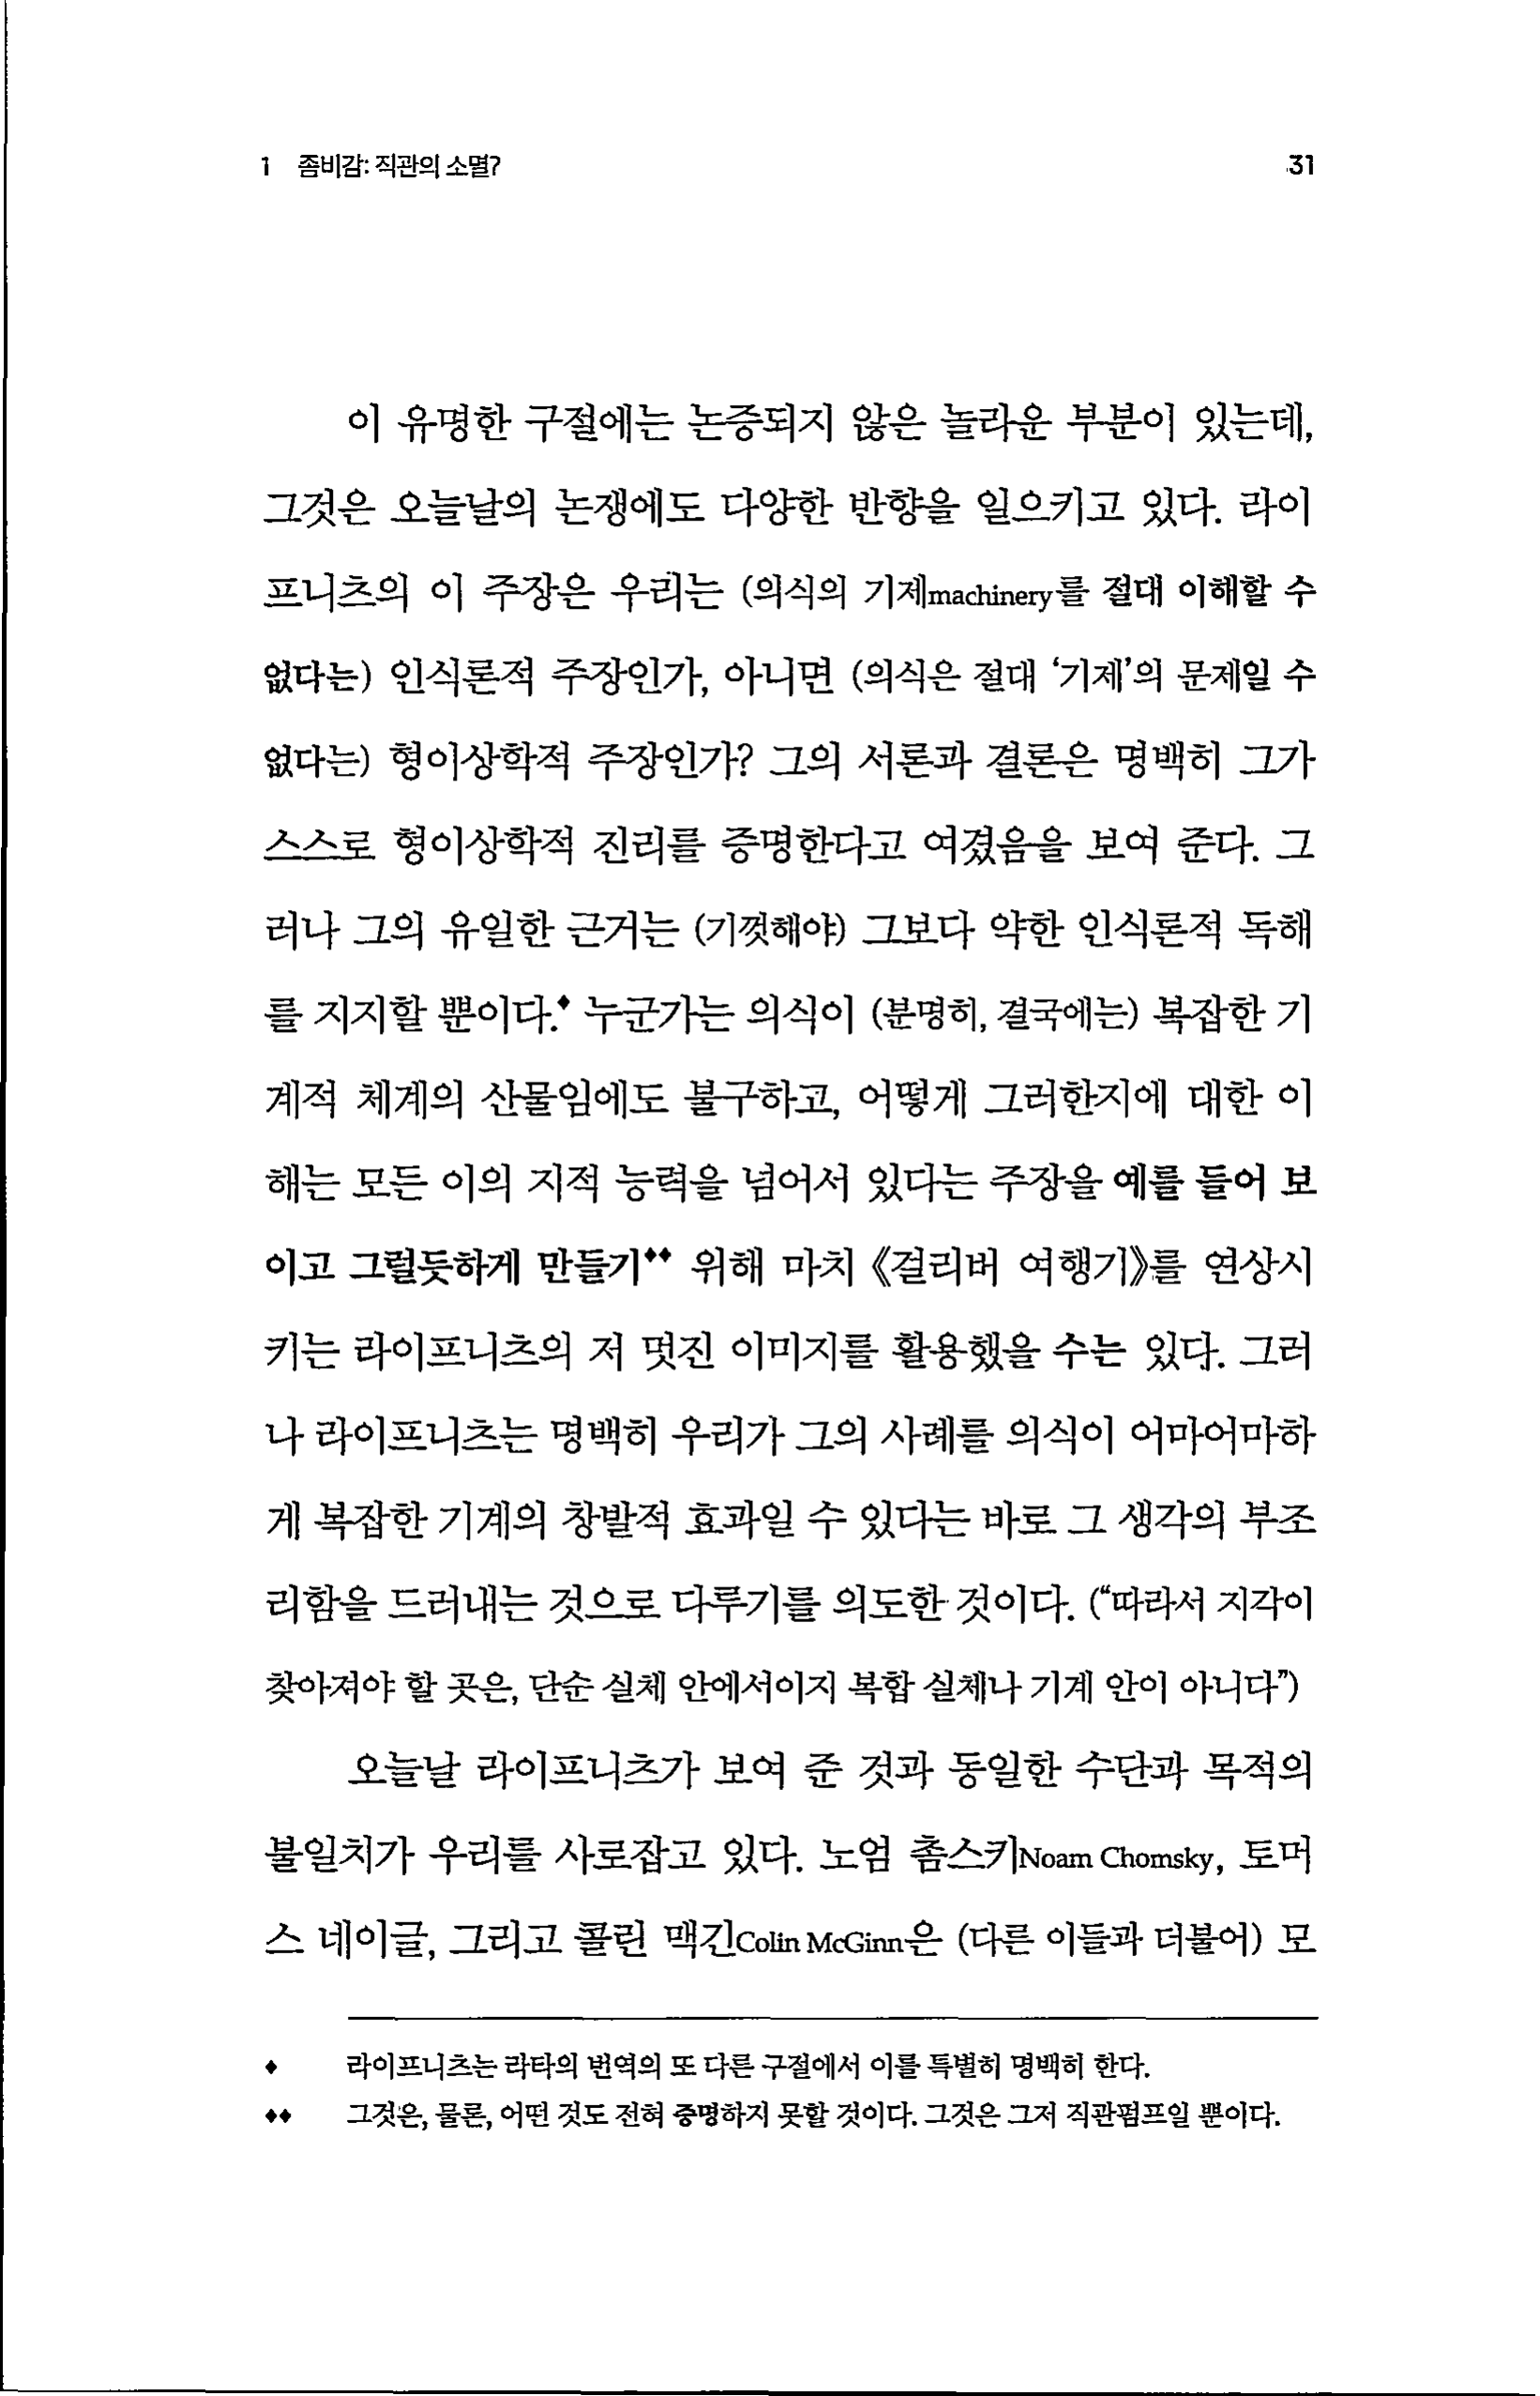 1 좀비감: 직관의 소멸? 31
이 유명한 구절에는 논증되지 않은 놀라운 부분이 있는데,
그것은 오늘날의 논쟁에도 다양한 반향을 일으키고 있다. 라이
프니츠의 이 주장은 우리는 (의식의 기제machinery를 절대 이해할 수
없다는) 인식론적 주장인가, 아니면 (의식은 절대 ‘기제’의 문제일 수
없다는) 형이상학적 주장인가? 그의 서론과 결론은 명백히 그가
스스로 형이상학적 진리를 증명한다고 여겼음을 보여 준다. 그
러나 그의 유일한 근거는 (기껏해야) 그보다 약한 인식론적 독해
를 지지할 뿐이다.♦ 누군가는 의식이 (분명히, 결국에는) 복잡한 기
계적 체계의 산물임에도 불구하고, 어떻게 그러한지에 대한 이
해는 모든 이의 지적 능력을 넘어서 있다는 주장을 예를 들어 보
이고 그럴듯하게 만들기♦♦ 위해 마치 《걸리버 여행기》를 연상시
키는 라이프니츠의 저 멋진 이미지를 활용했을 수는 있다. 그러
나 라이프니츠는 명백히 우리가 그의 사례를 의식이 어마어마하
게 복잡한 기계의 창발적 효과일 수 있다는 바로 그 생각의 부조
리함을 드러내는 것으로 다루기를 의도한 것이다. (“따라서 지각이
찾아져야 할 곳은, 단순 실체 안에서이지 복합 실체나 기계 안이 아니다”)
오늘날 라이프니츠가 보여 준 것과 동일한 수단과 목적의
불일치가 우리를 사로잡고 있다. 노엄 촘스키Noam Chomsky, 토머
스 네이글, 그리고 콜린 맥긴Colin McGinn은 (다른 이들과 더불어) 모
♦ 라이프니츠는 라타의 번역의 또 다른 구절에서 이를 특별히 명백히 한다.
♦♦ 그것은, 물론, 어떤 것도 전혀 증명하지 못할 것이다. 그것은 그저 직관펌프일 뿐이다.